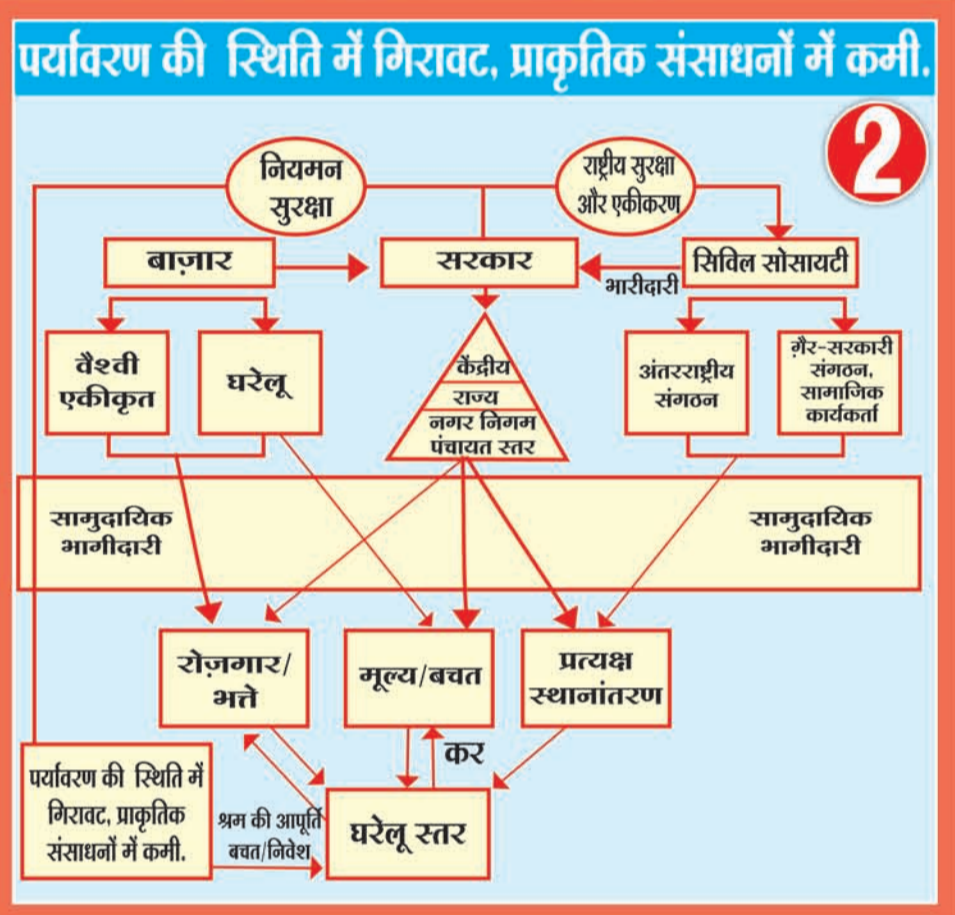 पर्यावरण की स्थिति में गिरावट, प्राकृतिक संसाधनों में कमी.
2
नियमन
सुरक्षा
राष्ट्रीय सुरक्षा
और एकीकरण
बाज़ार
सरकार
सिविल सोसायटी
भारीदारी
वैश्वी
एकीकृत
घरेलू
केंद्रीय
राज्य
नगर निगम
पंचायत स्तर
अंतरराष्ट्रीय
संगठन
ग़ैर-सरकारी
संगठन,
सामाजिक
कार्यकर्ता
सामुदायिक
भागीदारी
सामुदायिक
भागीदारी
रोज़गार/
भत्ते
मूल्य/बचत
प्रत्यक्ष
स्थानांतरण
कर
पर्यावरण की स्थिति में
गिरावट, प्राकृतिक
संसाधनों में कमी.
श्रम की आपूर्ति
बचत/निवेश
घरेलू स्तर